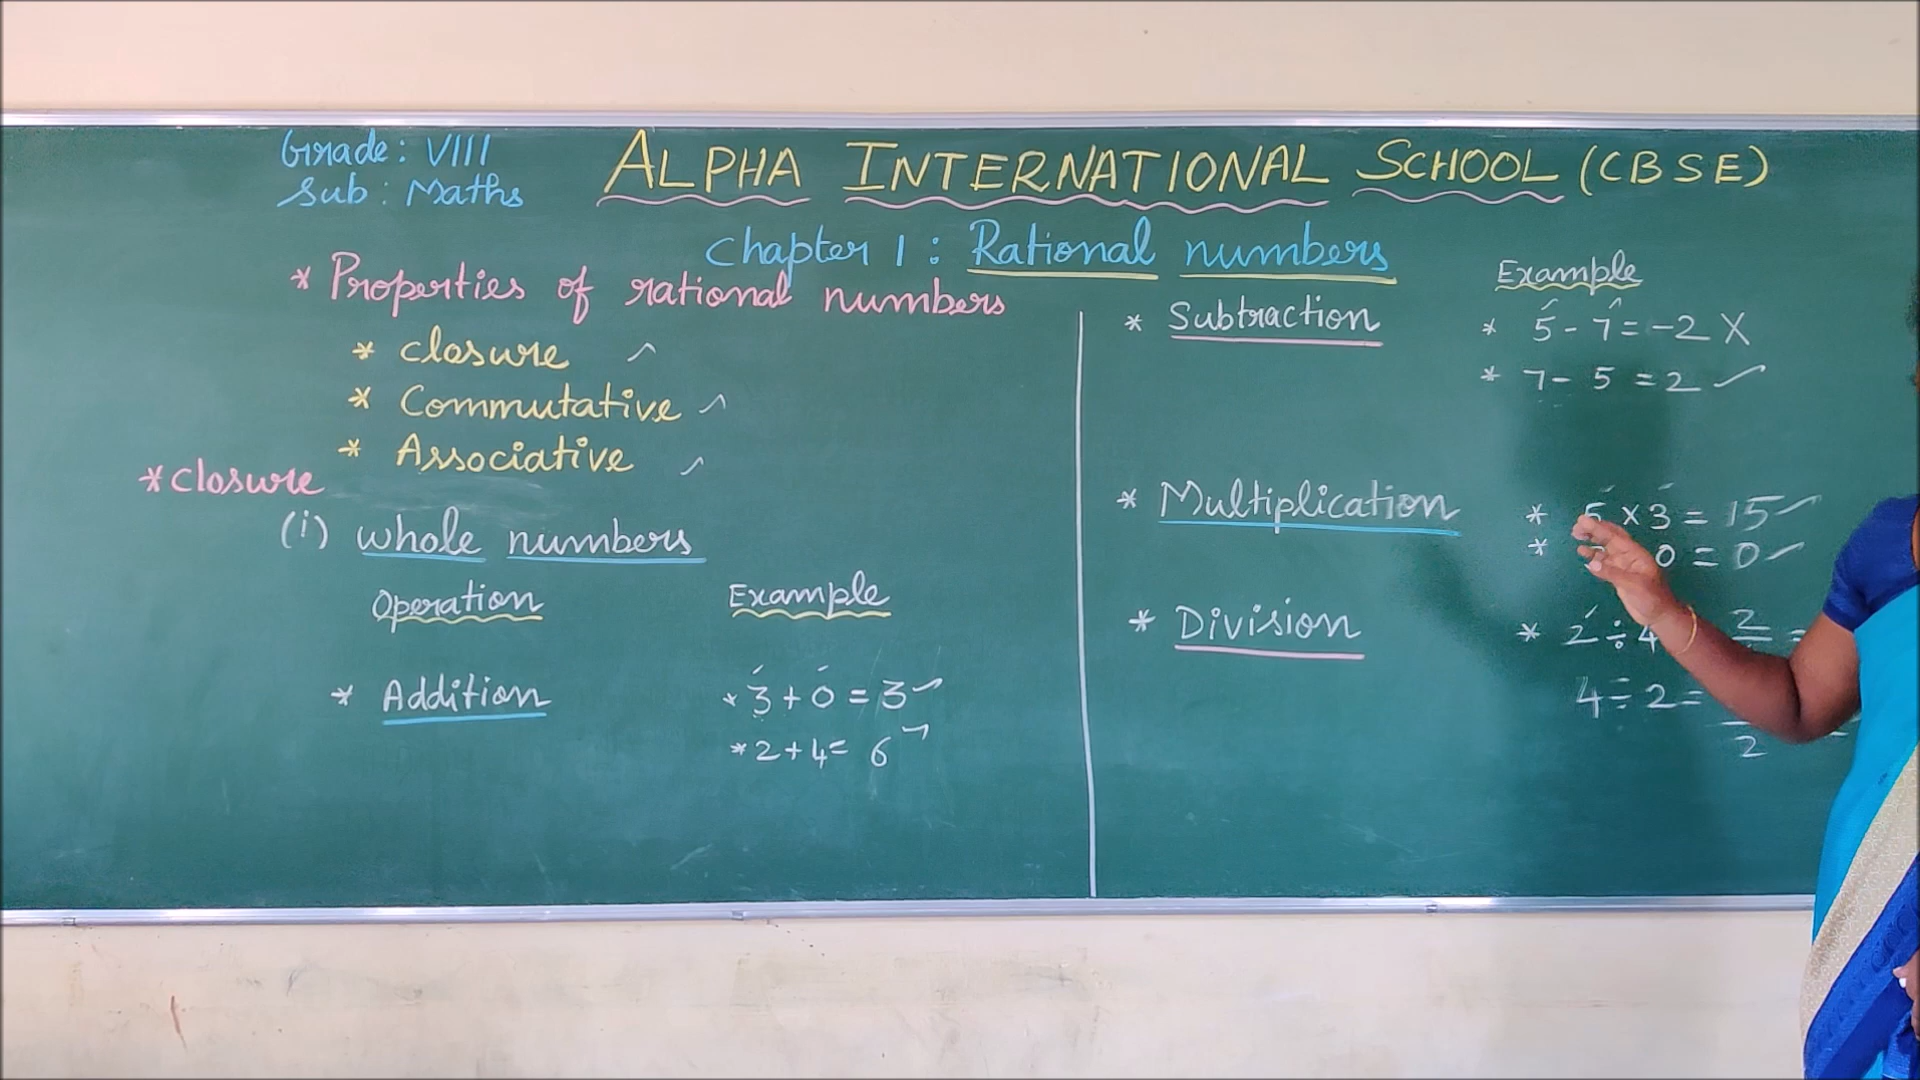 Grade: VIII
Sub: Maths
ALPHA INTERNATIONAL SCHOOL (CBSE)
Chapter 1: Rational numbers
* Properties of rational numbers
* closure
* Commutative
* Associative
* closure
(i) whole numbers
Operation Example
* Addition * 3 + 0 = 3
* 2 + 4 = 6
Example
* Subtraction * 5 - 7 = -2 X
* 7 - 5 = 2
* Multiplication * 5 x 3 = 15
* 0 = 0
* Division * 2 ÷ 4 2 =
4 ÷ 2 =
2